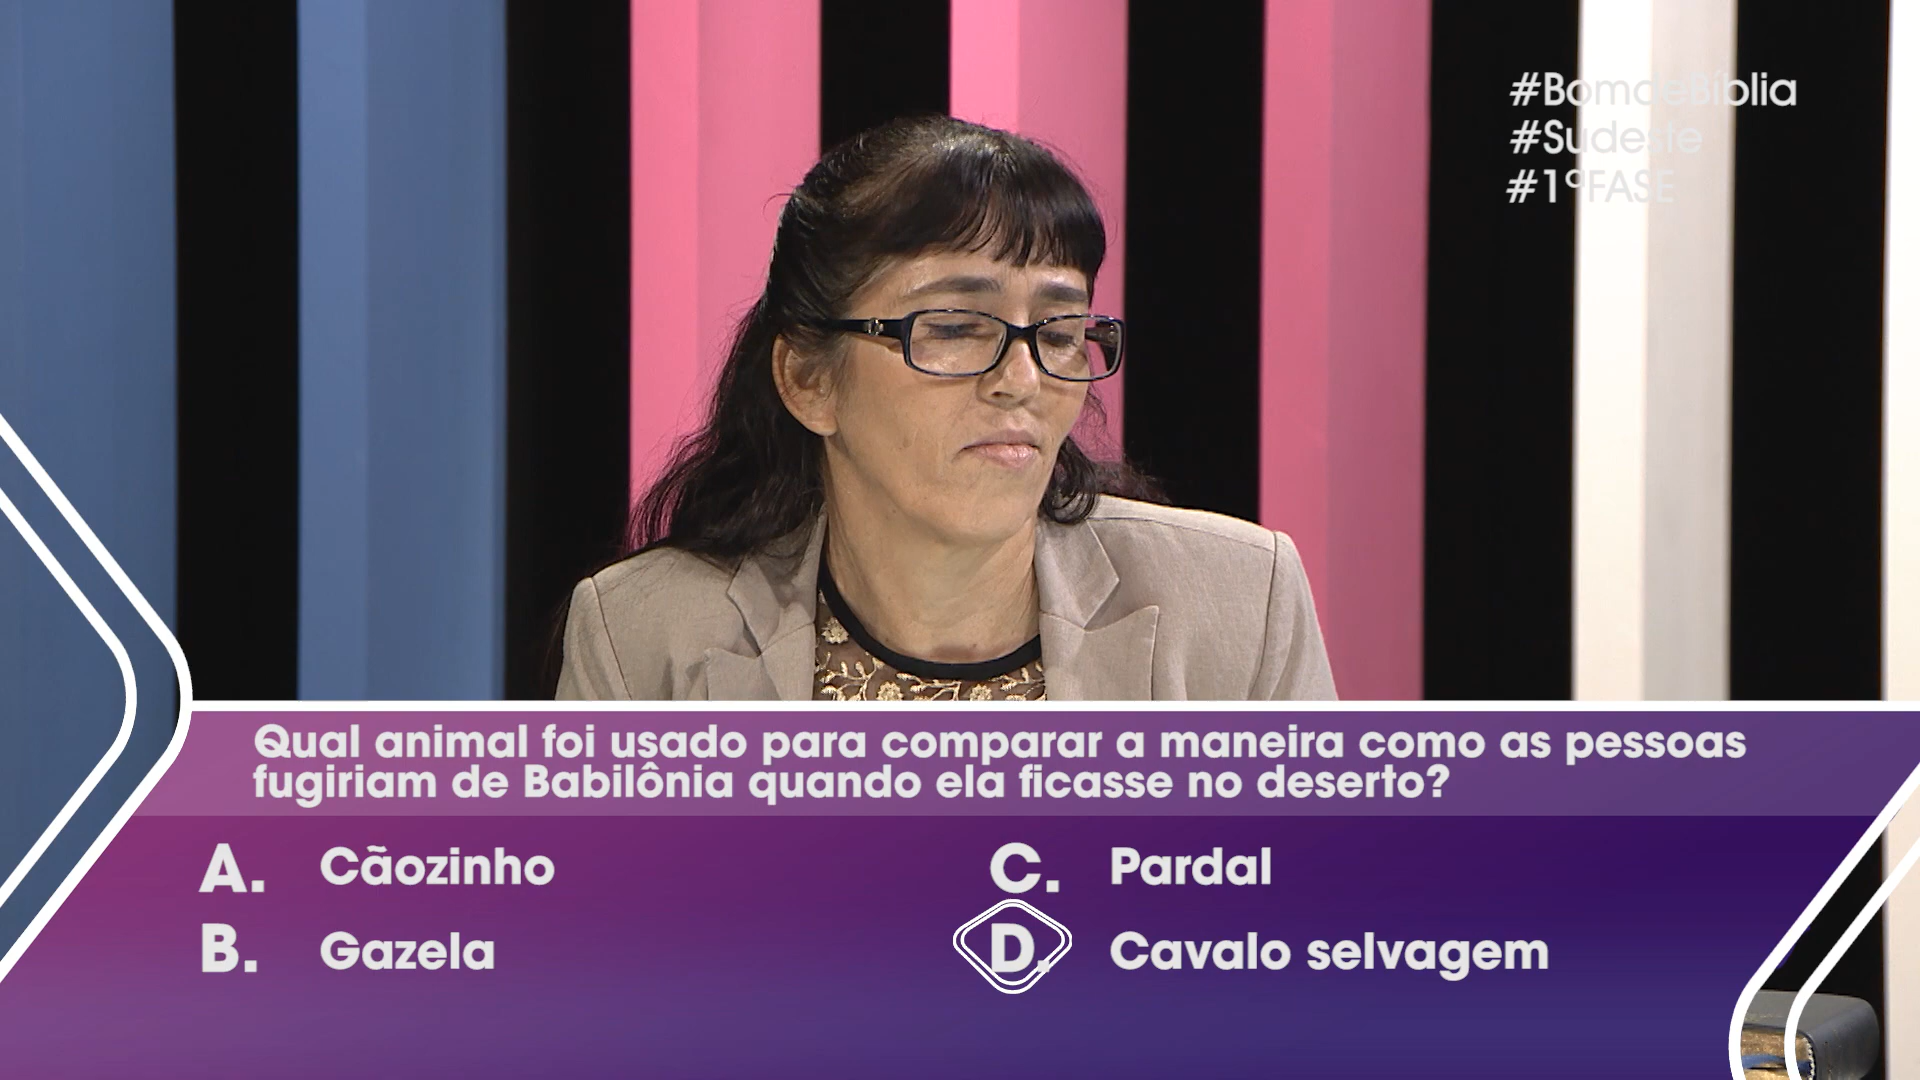 #BomdeBíblia
#Sudeste
#1ªFASE
Qual animal foi usado para comparar a maneira como as pessoas
fugiriam de Babilônia quando ela ficasse no deserto?
A. Cãozinho
B. Gazela
C. Pardal
D. Cavalo selvagem